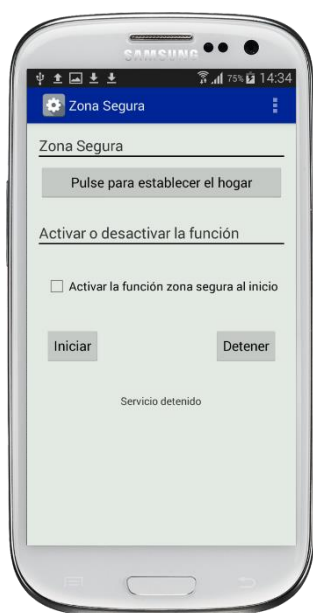 SAMSUNG
75% 14:34
Zona Segura
Zona Segura
Pulse para establecer el hogar
Activar o desactivar la función
Activar la función zona segura al inicio
Iniciar Detener
Servicio detenido